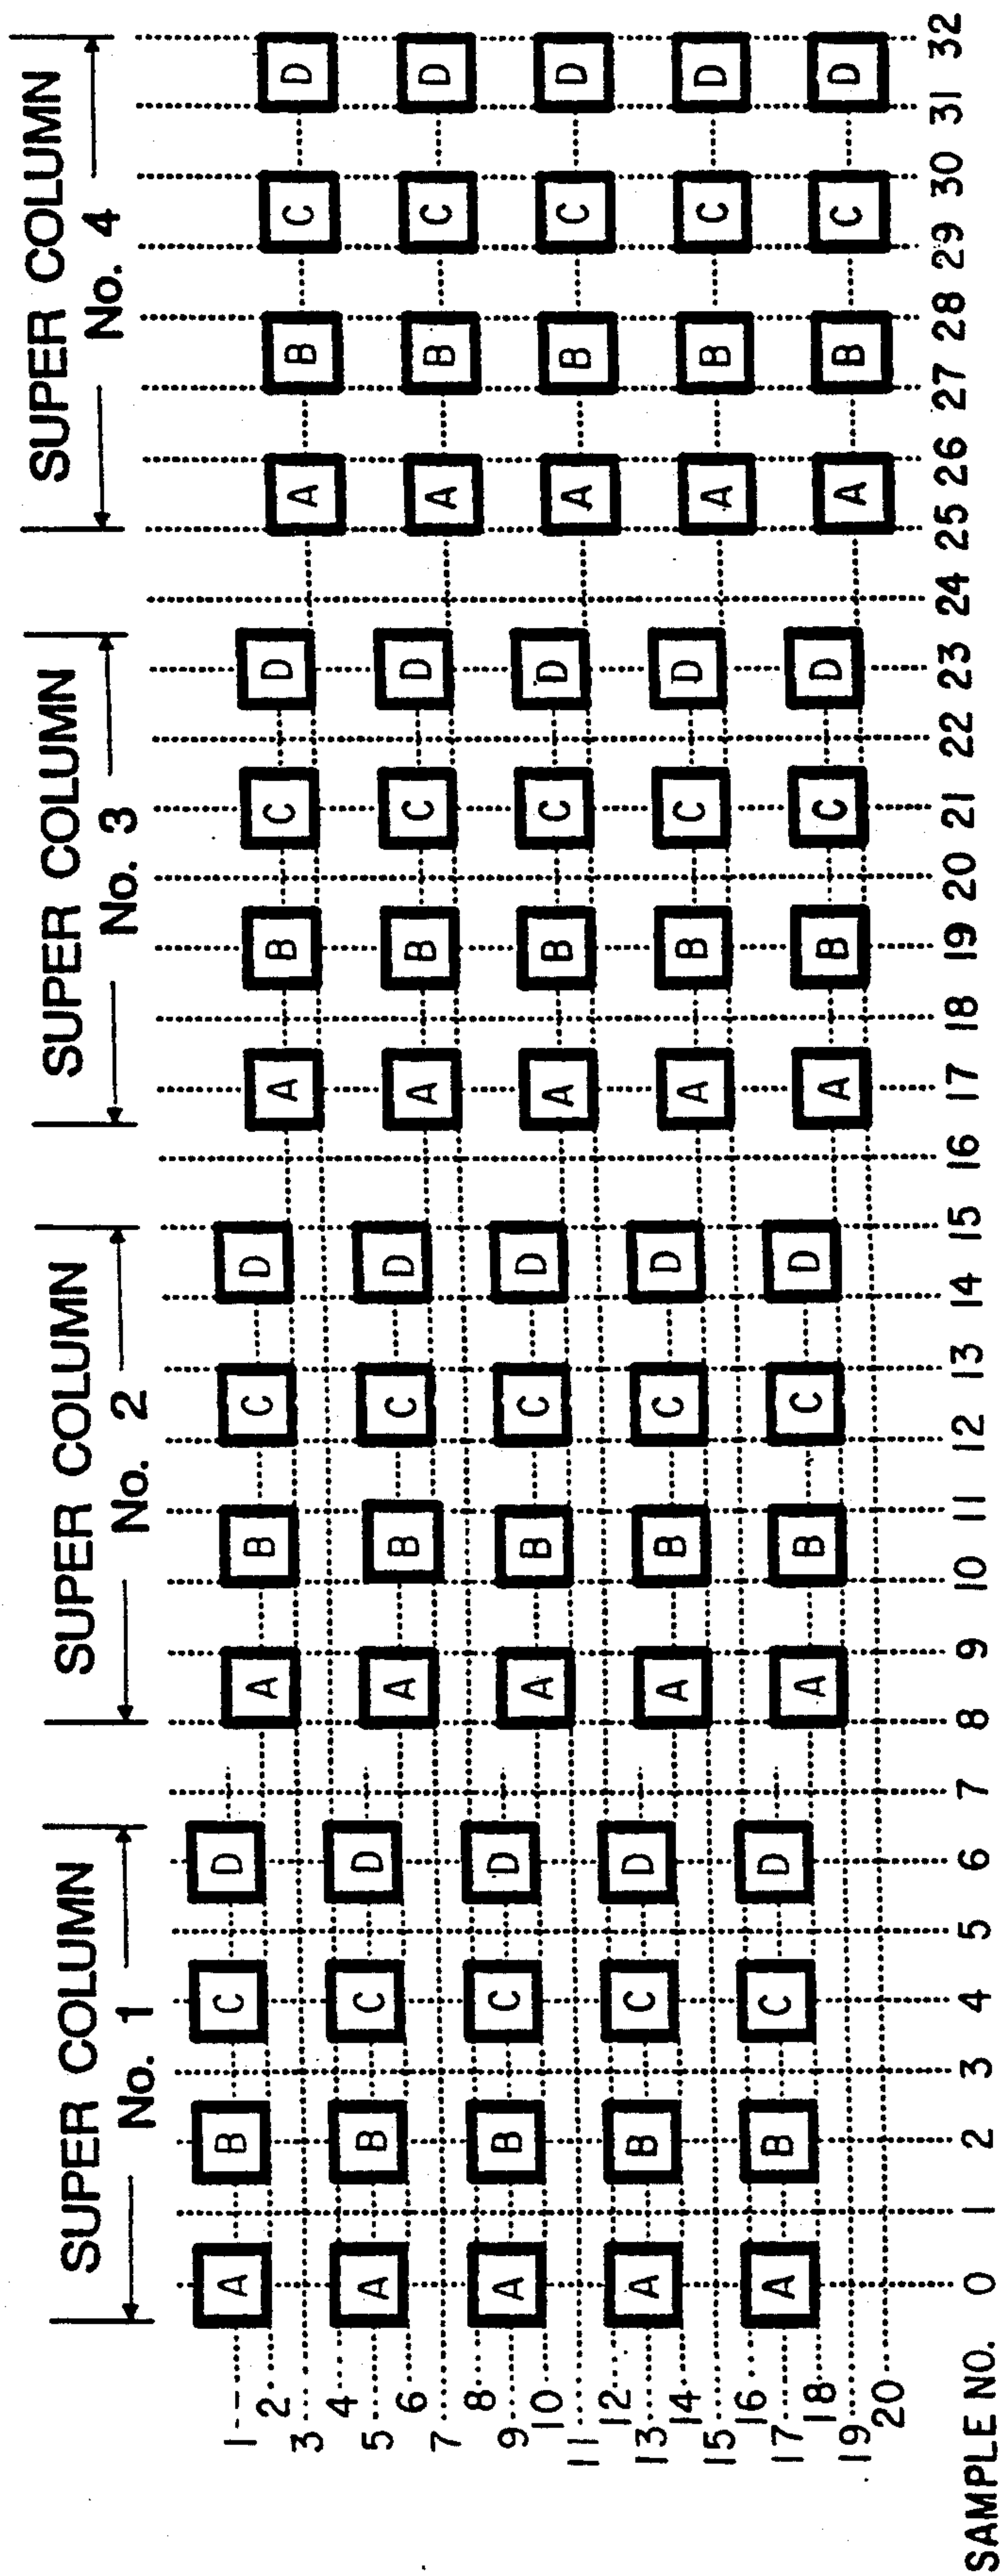 SUPER COLUMN No. 1
SUPER COLUMN No. 2
SUPER COLUMN No. 3
SUPER COLUMN No. 4
A B C D A B C D A B C D A B C D
A B C D A B C D A B C D A B C D
A B C D A B C D A B C D A B C D
A B C D A B C D A B C D A B C D
A B C D A B C D A B C D A B C D
1
2
3
4
5
6
7
8
9
10
11
12
13
14
15
16
17
18
19
20
SAMPLE NO. 0 1 2 3 4 5 6 7 8 9 10 11 12 13 14 15 16 17 18 19 20 21 22 23 24 25 26 27 28 29 30 31 32